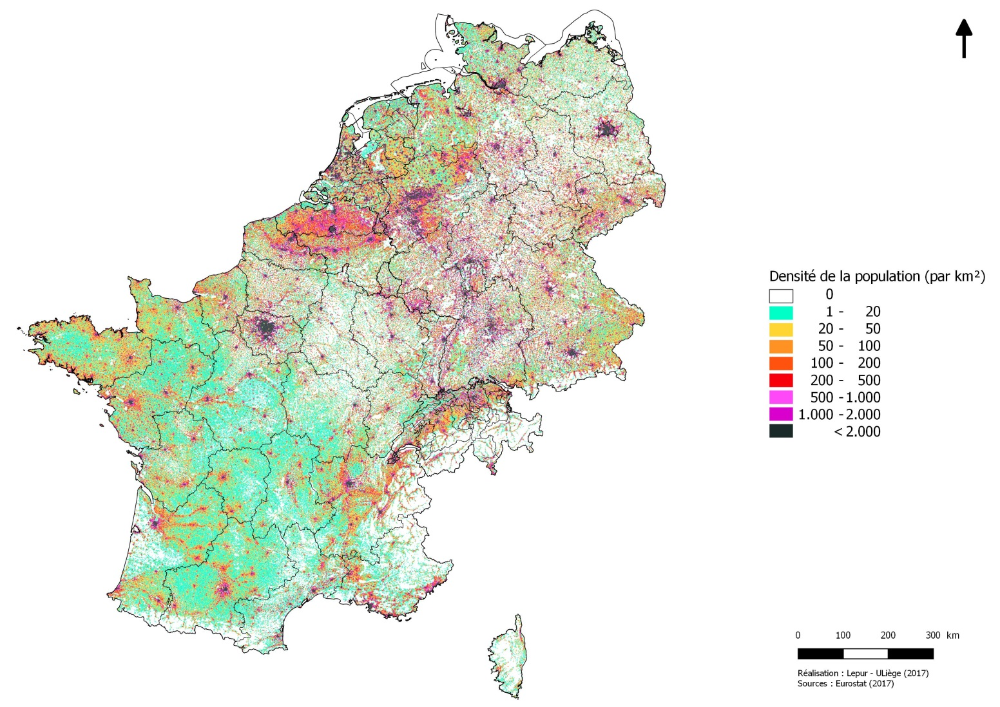 Densité de la population (par km²)
0
1 - 20
20 - 50
50 - 100
100 - 200
200 - 500
500 - 1.000
1.000 - 2.000
< 2.000
0 100 200 300 km
Réalisation : Lepur - ULiège (2017)
Sources : Eurostat (2017)